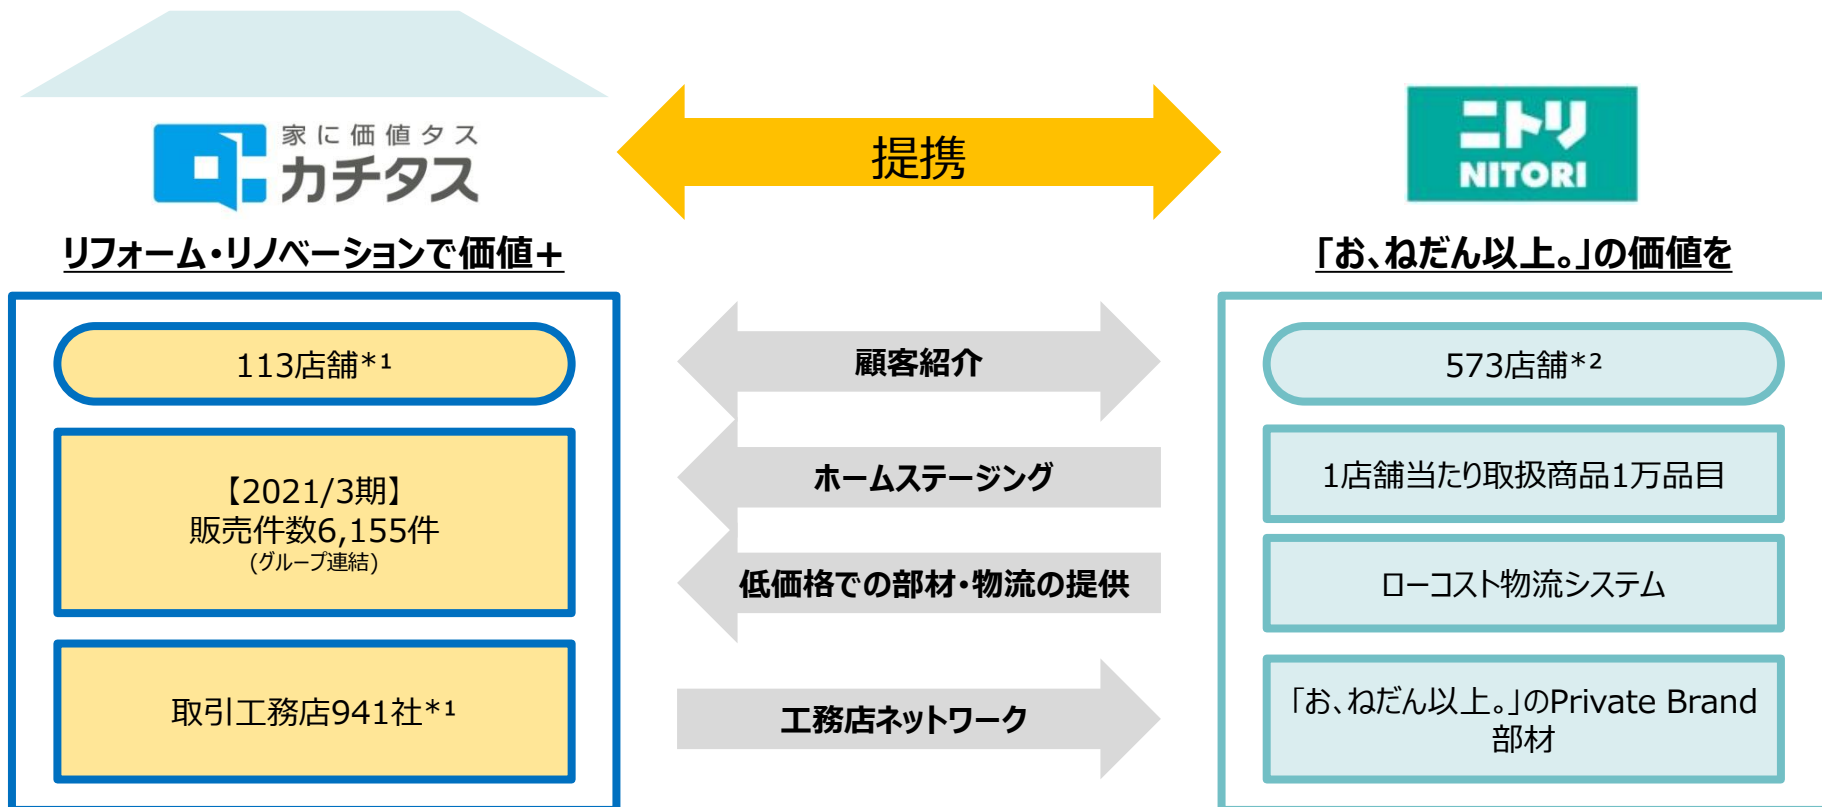 家に価値タス
カチタス
提携
ニトリ
NITORI
リフォーム・リノベーションで価値+
「お、ねだん以上。」の価値を
113店舗*1
顧客紹介
573店舗*2
【2021/3期】
販売件数6,155件
(グループ連結)
ホームステージング
1店舗当たり取扱商品1万品目
低価格での部材・物流の提供
ローコスト物流システム
取引工務店941社*1
工務店ネットワーク
「お、ねだん以上。」のPrivate Brand
部材